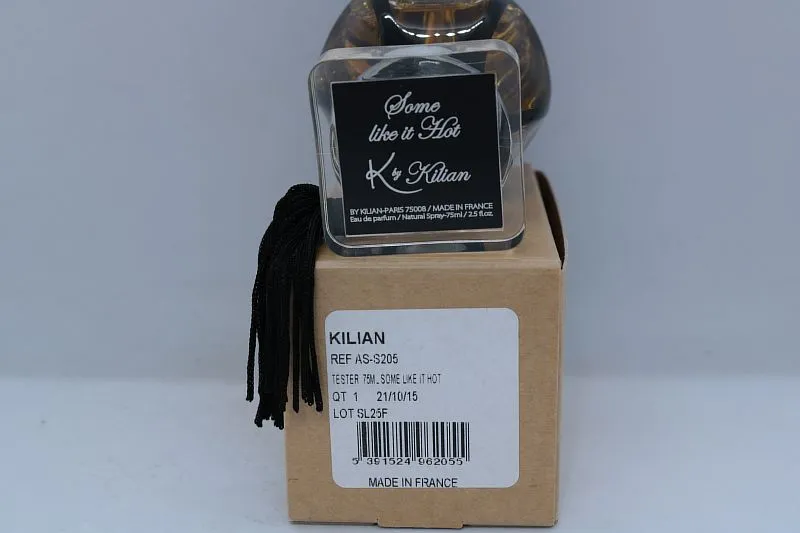 Some
like it Hot
K by Kilian
BY KILIAN-PARIS 75008 / MADE IN FRANCE
Eau de parfum / Natural Spray-75ml / 2.5 fl.oz.
KILIAN
REF AS-S205
TESTER 75ML SOME LIKE IT HOT
QT 1 21/10/15
LOT SL25F
5 391524 962055
MADE IN FRANCE